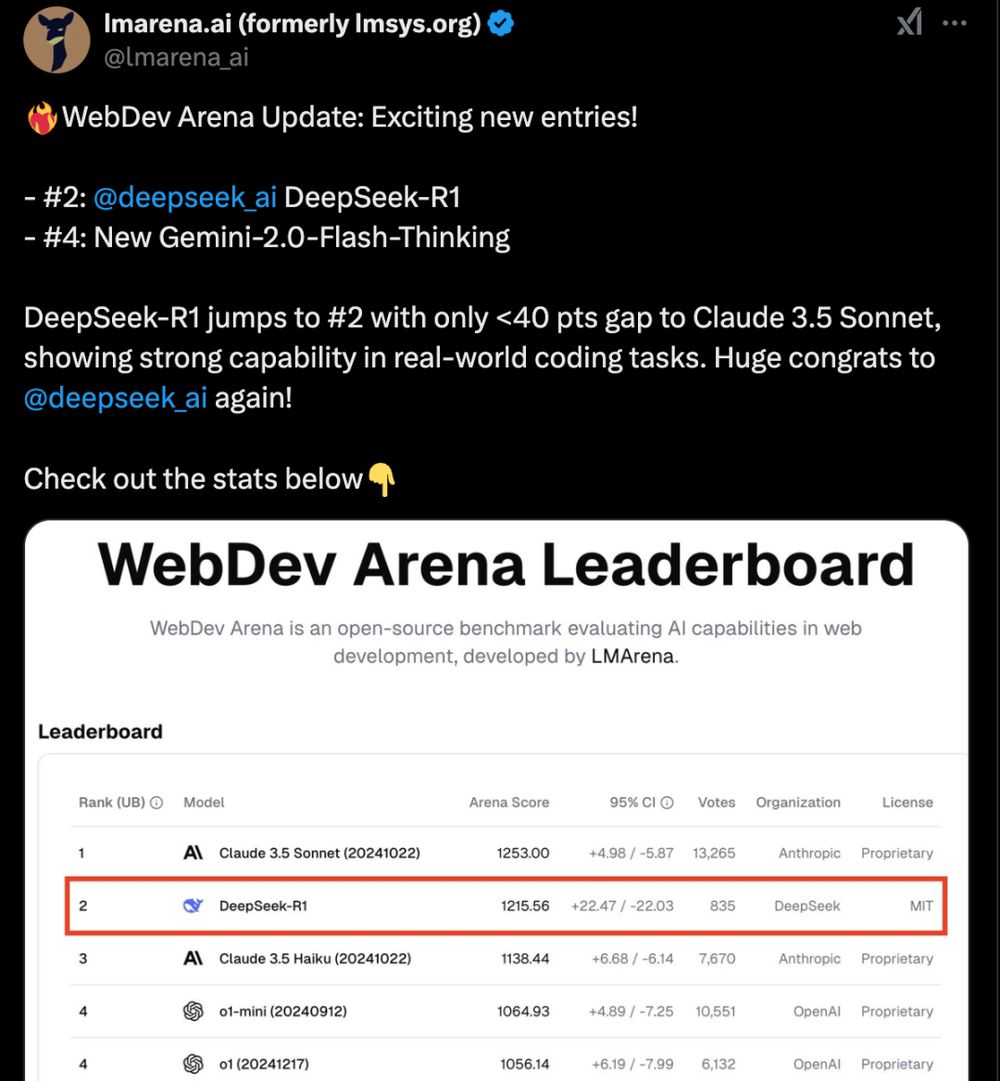 lmarena.ai (formerly lmsys.org)
@lmarena_ai
WebDev Arena Update: Exciting new entries!
- #2: @deepseek_ai DeepSeek-R1
- #4: New Gemini-2.0-Flash-Thinking
DeepSeek-R1 jumps to #2 with only <40 pts gap to Claude 3.5 Sonnet,
showing strong capability in real-world coding tasks. Huge congrats to
@deepseek_ai again!
Check out the stats below
WebDev Arena Leaderboard
WebDev Arena is an open-source benchmark evaluating AI capabilities in web
development, developed by LMArena.
Leaderboard
Rank (UB) Model Arena Score 95% CI Votes Organization License
1 Claude 3.5 Sonnet (20241022) 1253.00 +4.98 / -5.87 13,265 Anthropic Proprietary
2 DeepSeek-R1 1215.56 +22.47 / -22.03 835 DeepSeek MIT
3 Claude 3.5 Haiku (20241022) 1138.44 +6.68 / -6.14 7,670 Anthropic Proprietary
4 o1-mini (20240912) 1064.93 +4.89 / -7.25 10,551 OpenAI Proprietary
4 o1 (20241217) 1056.14 +6.19 / -7.99 6,132 OpenAI Proprietary